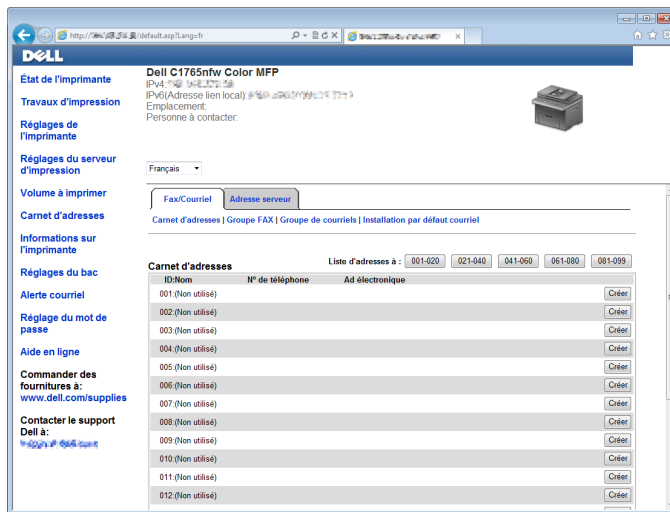 http://
/default.asp?Lang=fr
DELL
État de l'imprimante
Travaux d'impression
Réglages de
l'imprimante
Réglages du serveur
d'impression
Volume à imprimer
Carnet d'adresses
Informations sur
l'imprimante
Réglages du bac
Alerte courriel
Réglage du mot de
passe
Aide en ligne
Commander des
fournitures à:
www.dell.com/supplies
Contacter le support
Dell à:
Dell C1765nfw Color MFP
IPv4:
IPv6(Adresse lien local):
Emplacement:
Personne à contacter:
Français
Fax/Courriel
Adresse serveur
Carnet d'adresses | Groupe FAX | Groupe de courriels | Installation par défaut courriel
Carnet d'adresses
Liste d'adresses à : 001-020 021-040 041-060 061-080 081-099
ID:Nom Nº de téléphone Ad électronique
001:(Non utilisé) Créer
002:(Non utilisé) Créer
003:(Non utilisé) Créer
004:(Non utilisé) Créer
005:(Non utilisé) Créer
006:(Non utilisé) Créer
007:(Non utilisé) Créer
008:(Non utilisé) Créer
009:(Non utilisé) Créer
010:(Non utilisé) Créer
011:(Non utilisé) Créer
012:(Non utilisé) Créer